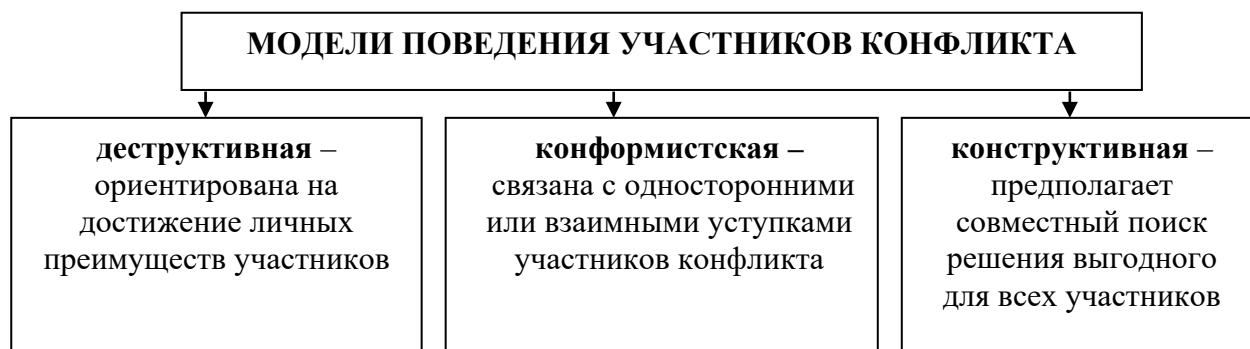 МОДЕЛИ ПОВЕДЕНИЯ УЧАСТНИКОВ КОНФЛИКТА
деструктивная –
ориентирована на
достижение личных
преимуществ участников
конформистская –
связана с односторонними
или взаимными уступками
участников конфликта
конструктивная –
предполагает
совместный поиск
решения выгодного
для всех участников